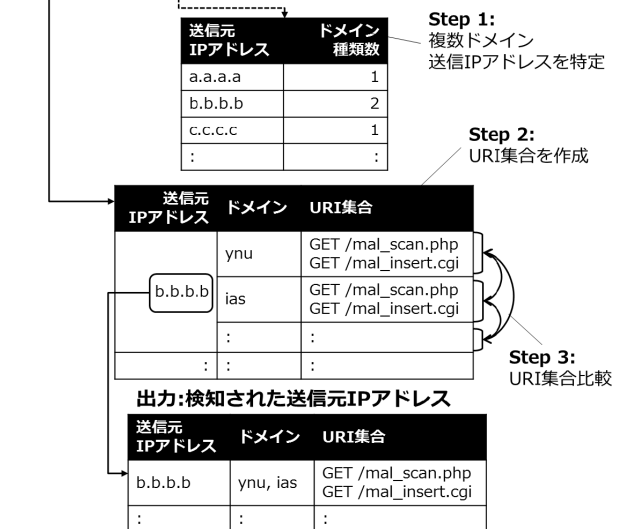 Step 1:
複数ドメイン
送信IPアドレスを特定
送信元 ドメイン
IPアドレス 種類数
a.a.a.a 1
b.b.b.b 2
c.c.c.c 1
: :
Step 2:
URI集合を作成
送信元
IPアドレス ドメイン URI集合
b.b.b.b
ynu GET /mal_scan.php
GET /mal_insert.cgi
ias GET /mal_scan.php
GET /mal_insert.cgi
: :
: : :
Step 3:
URI集合比較
出力:検知された送信元IPアドレス
送信元
IPアドレス ドメイン URI集合
b.b.b.b ynu, ias GET /mal_scan.php
GET /mal_insert.cgi
: : :